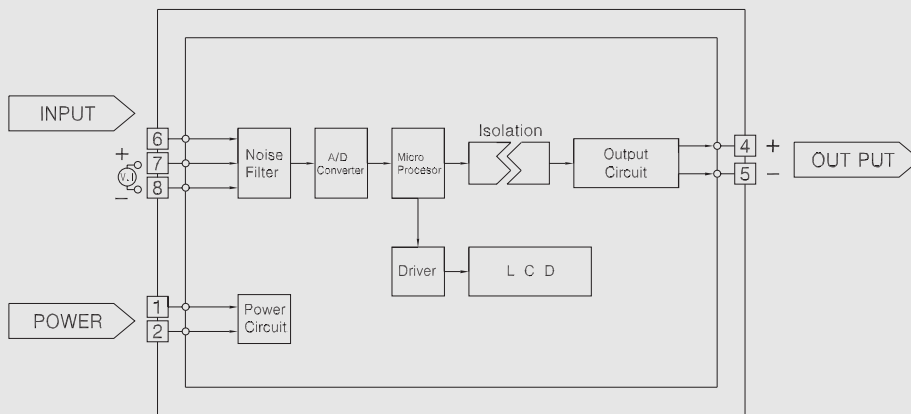 INPUT
6
7
8
+
V.I
−
Noise
Filter
A/D
Converter
Micro
Procesor
Isolation
Output
Circuit
4
+
5
−
OUT PUT
Driver
L C D
POWER
1
2
Power
Circuit